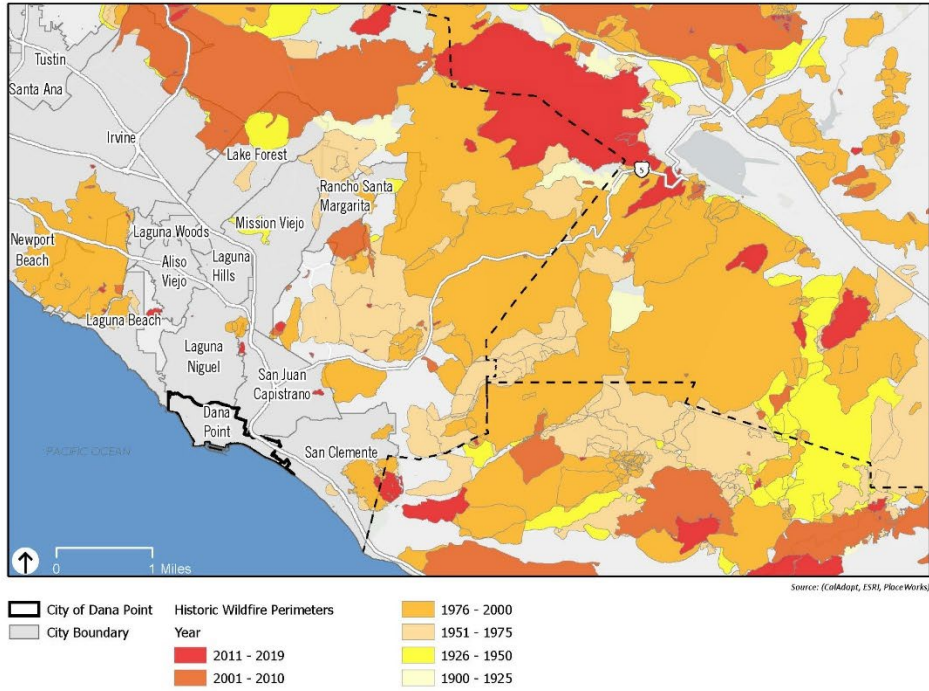 Tustin
Santa Ana
Irvine
Lake Forest
Rancho Santa
Margarita
Mission Viejo
Laguna Woods
Newport
Beach
Aliso
Viejo
Laguna
Hills
Laguna Beach
Laguna
Niguel
San Juan
Capistrano
Dana
Point
San Clemente
PACIFIC OCEAN
5
0
1 Miles
Source: (CalAdapt, ESRI, PlaceWorks)
City of Dana Point
City Boundary
Historic Wildfire Perimeters
Year
2011 - 2019
2001 - 2010
1976 - 2000
1951 - 1975
1926 - 1950
1900 - 1925